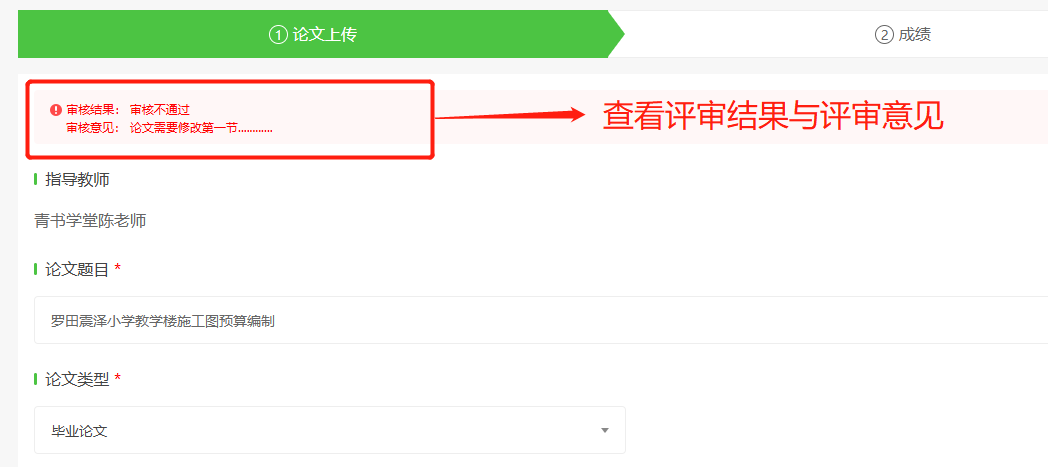 ① 论文上传
② 成绩
审核结果： 审核不通过
审核意见： 论文需要修改第一节............
查看评审结果与评审意见
指导教师
青书学堂陈老师
论文题目 *
罗田震泽小学教学楼施工图预算编制
论文类型 *
毕业论文